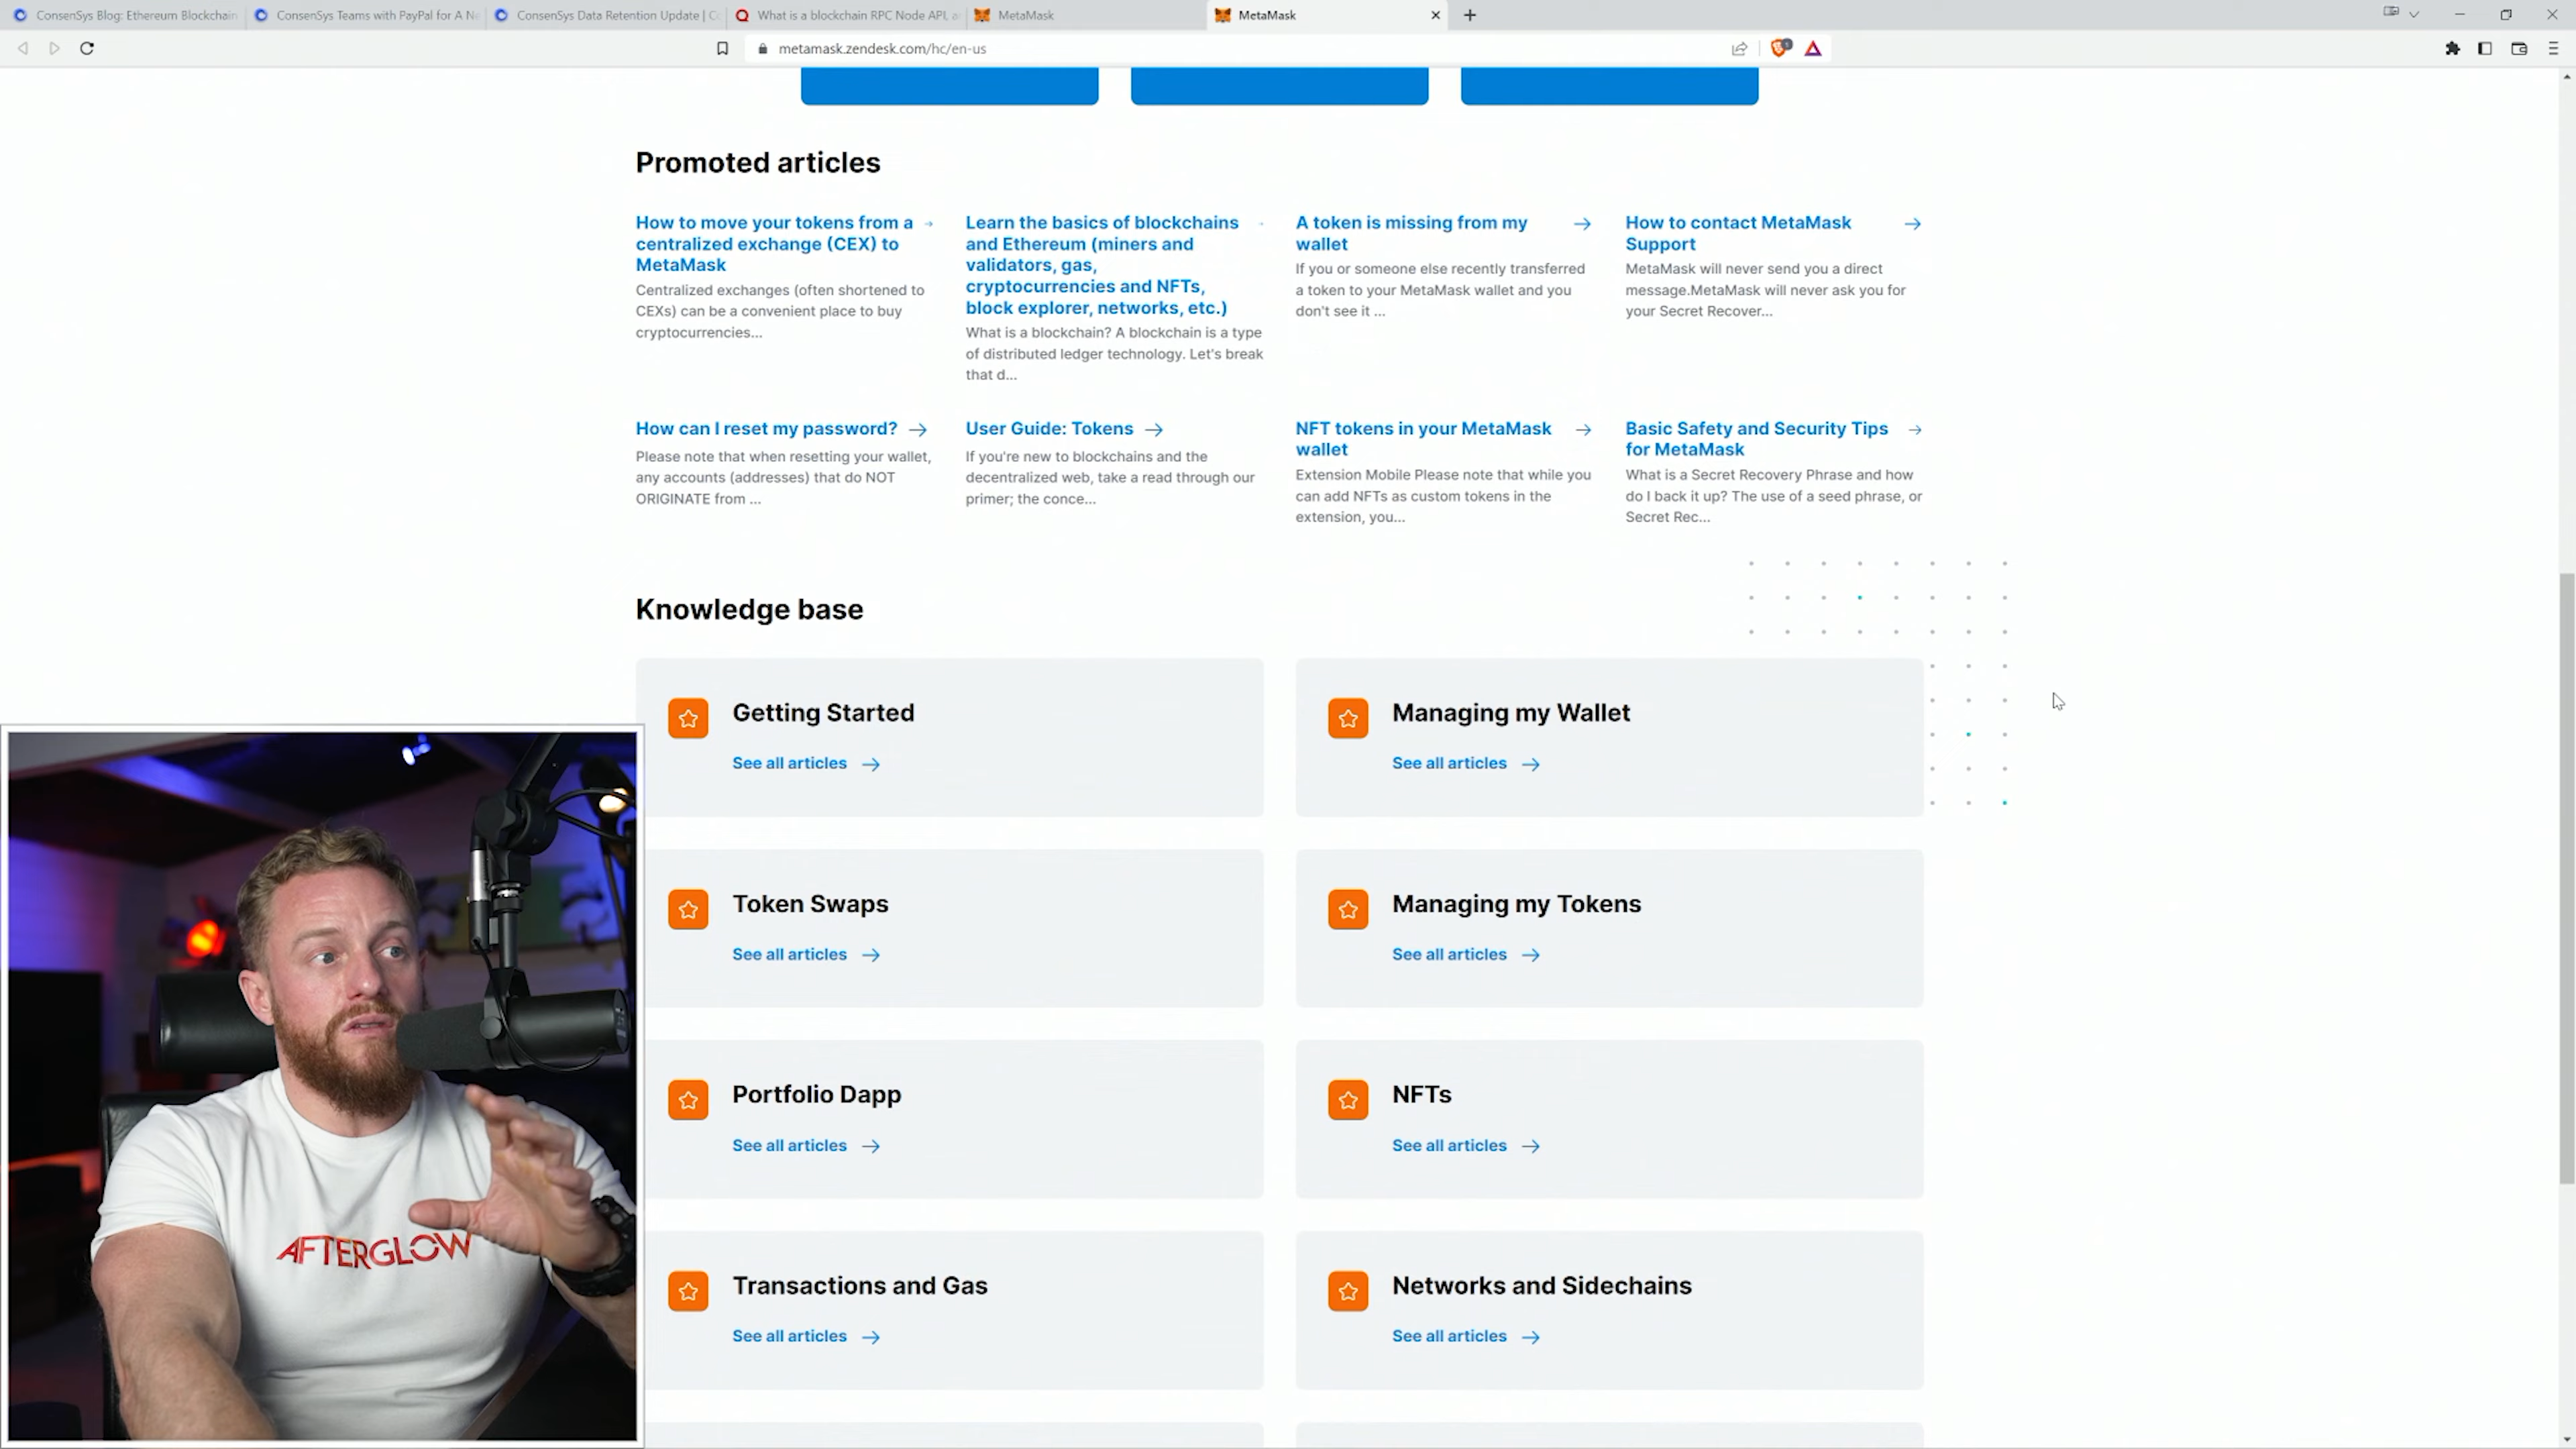 ConsenSys Blog: Ethereum Blockchain
ConsenSys Teams with PayPal for A Ne
ConsenSys Data Retention Update | Co
What is a blockchain RPC Node API, a
MetaMask
MetaMask
metamask.zendesk.com/hc/en-us
Promoted articles
How to move your tokens from a
centralized exchange (CEX) to
MetaMask
Centralized exchanges (often shortened to
CEXs) can be a convenient place to buy
cryptocurrencies...
Learn the basics of blockchains
and Ethereum (miners and
validators, gas,
cryptocurrencies and NFTs,
block explorer, networks, etc.)
What is a blockchain? A blockchain is a type
of distributed ledger technology. Let's break
that d...
A token is missing from my
wallet
If you or someone else recently transferred
a token to your MetaMask wallet and you
don't see it ...
How to contact MetaMask
Support
MetaMask will never send you a direct
message.MetaMask will never ask you for
your Secret Recover...
How can I reset my password?
Please note that when resetting your wallet,
any accounts (addresses) that do NOT
ORIGINATE from ...
User Guide: Tokens
If you're new to blockchains and the
decentralized web, take a read through our
primer; the conce...
NFT tokens in your MetaMask
wallet
Extension Mobile Please note that while you
can add NFTs as custom tokens in the
extension, you...
Basic Safety and Security Tips
for MetaMask
What is a Secret Recovery Phrase and how
do I back it up? The use of a seed phrase, or
Secret Rec...
Knowledge base
Getting Started
See all articles
Managing my Wallet
See all articles
Token Swaps
See all articles
Managing my Tokens
See all articles
Portfolio Dapp
See all articles
NFTs
See all articles
Transactions and Gas
See all articles
Networks and Sidechains
See all articles
AFTERGLOW